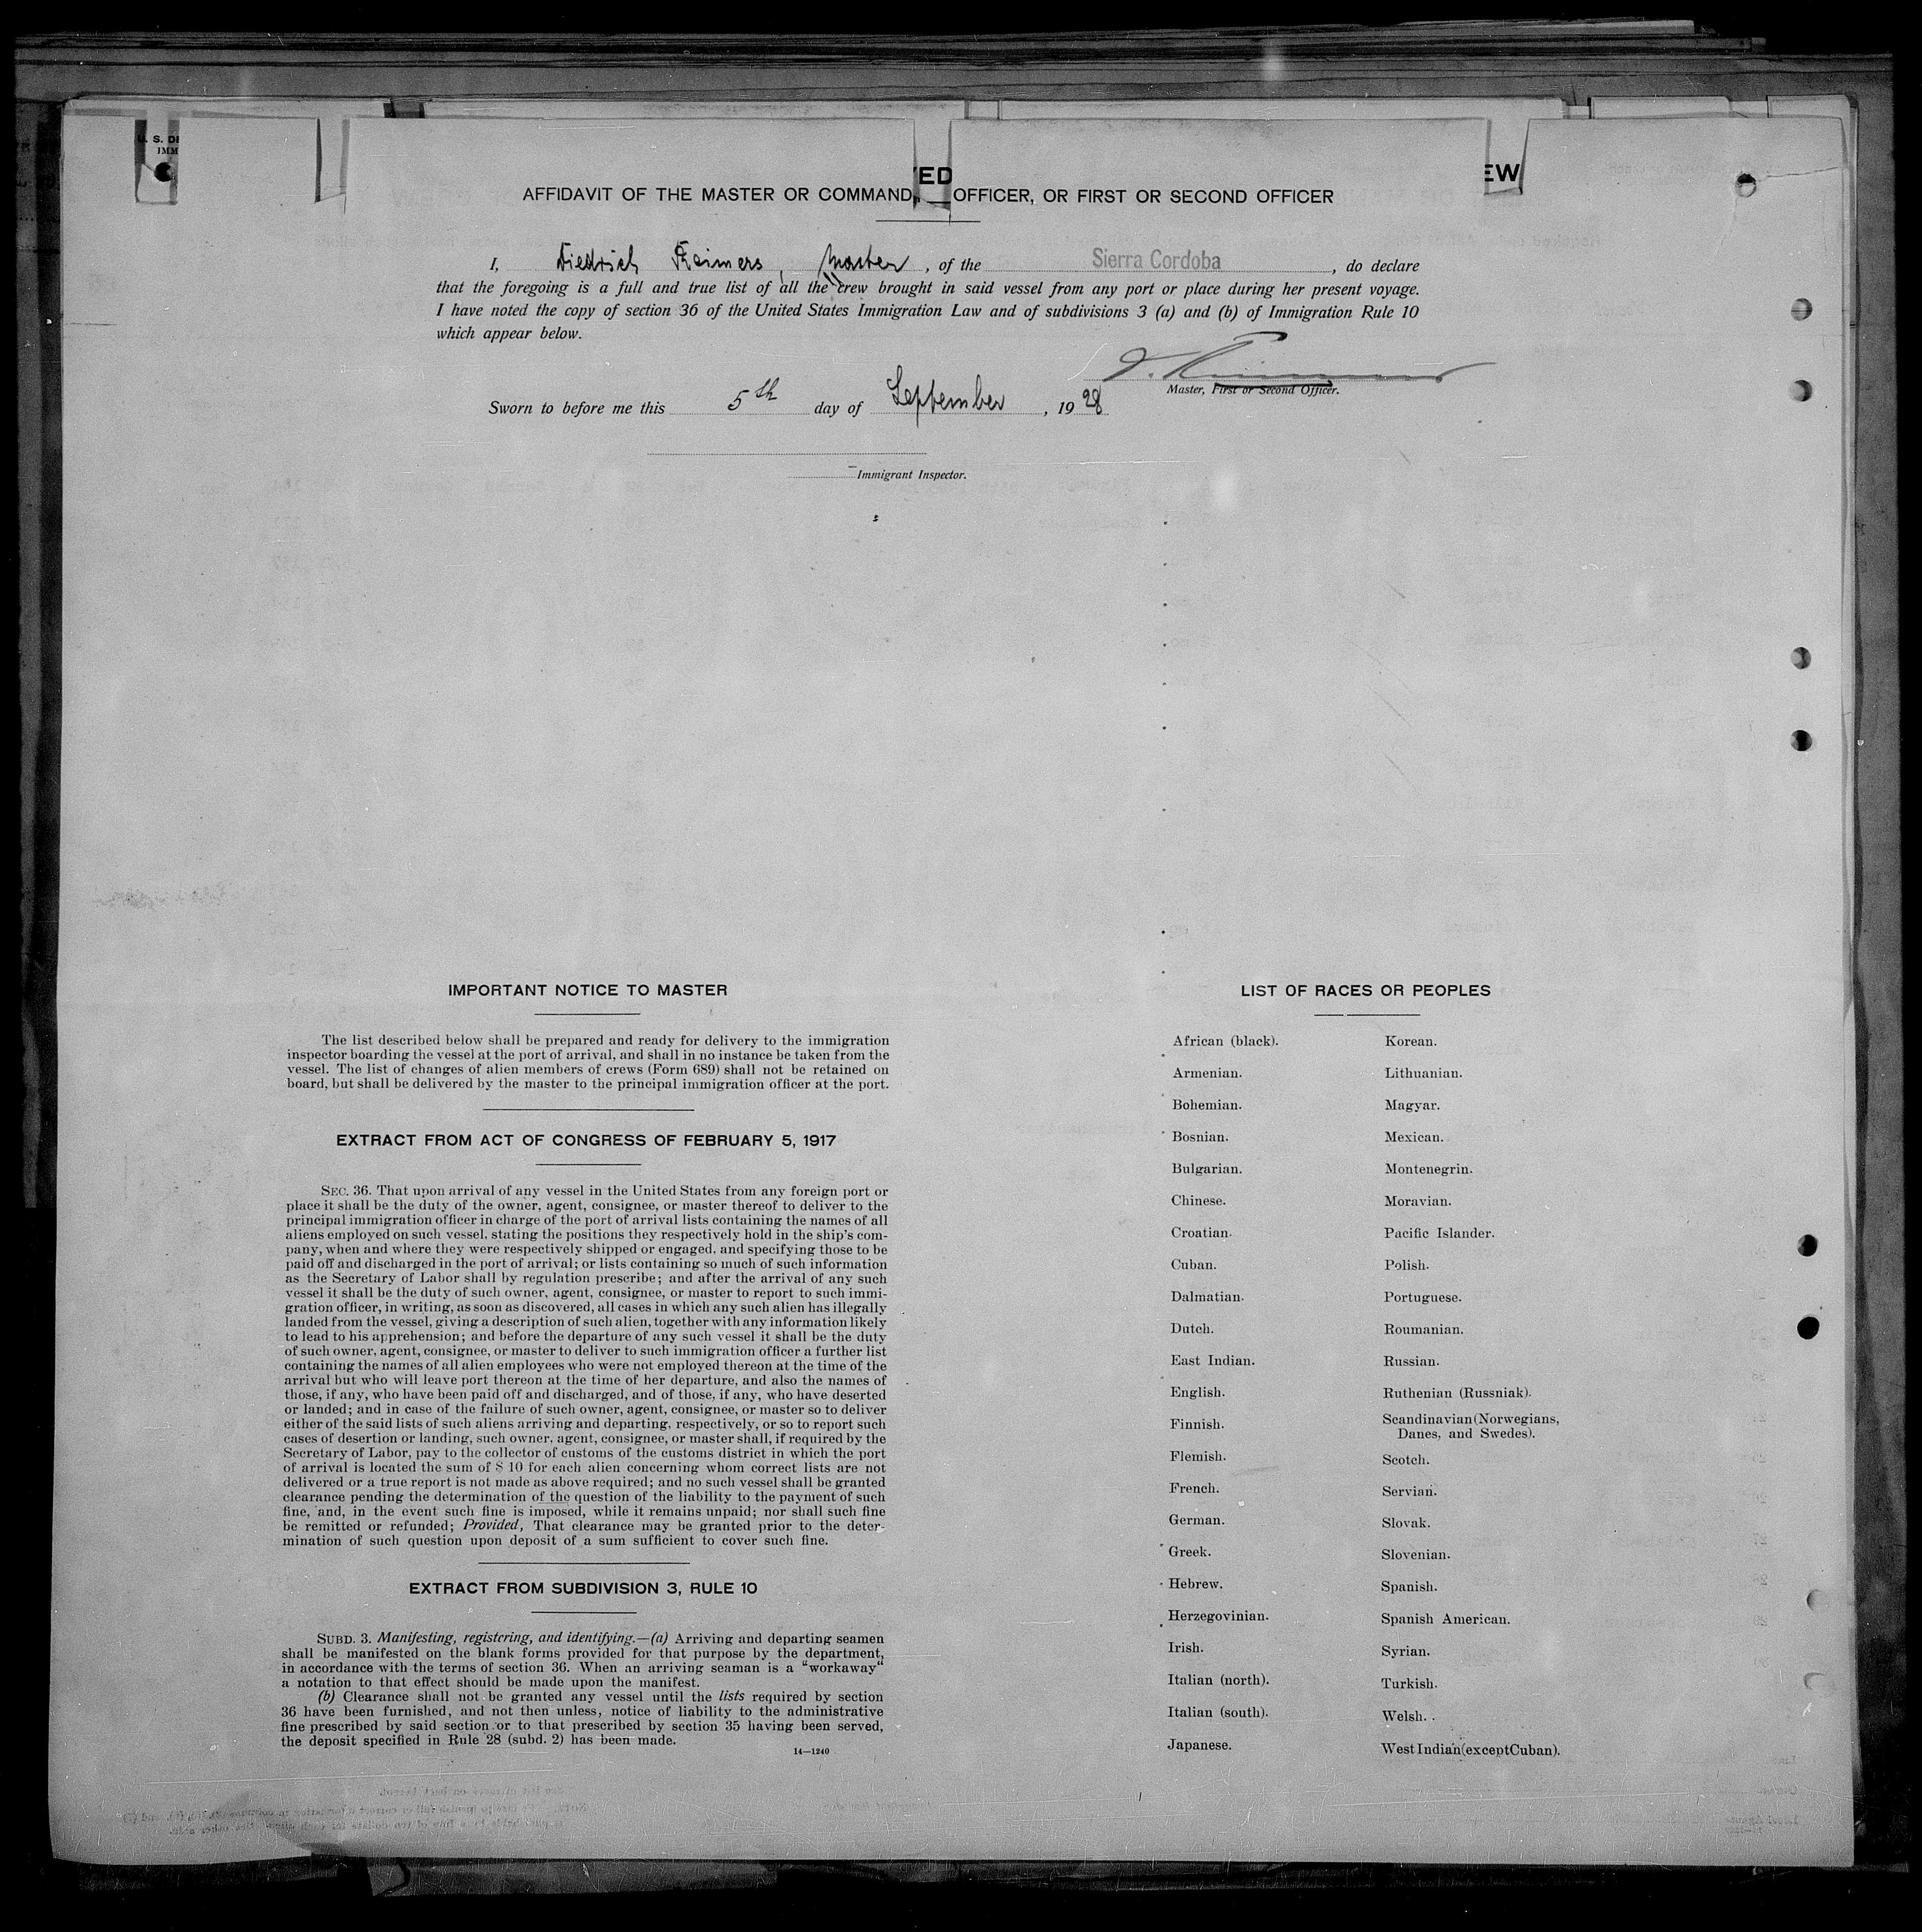 U. S. DE
IMM
VED
EW
AFFIDAVIT OF THE MASTER OR COMMAND OFFICER, OR FIRST OR SECOND OFFICER
I, Diedrich Reimers, Master, of the Sierra Cordoba, do declare
that the foregoing is a full and true list of all the crew brought in said vessel from any port or place during her present voyage.
I have noted the copy of section 36 of the United States Immigration Law and of subdivisions 3 (a) and (b) of Immigration Rule 10
which appear below.
D. Reimers
Master, First or Second Officer.
Sworn to before me this 5th day of September, 1928
Immigrant Inspector.
IMPORTANT NOTICE TO MASTER
The list described below shall be prepared and ready for delivery to the immigration
inspector boarding the vessel at the port of arrival, and shall in no instance be taken from the
vessel. The list of changes of alien members of crews (Form 689) shall not be retained on
board, but shall be delivered by the master to the principal immigration officer at the port.
EXTRACT FROM ACT OF CONGRESS OF FEBRUARY 5, 1917
SEC. 36. That upon arrival of any vessel in the United States from any foreign port or
place it shall be the duty of the owner, agent, consignee, or master thereof to deliver to the
principal immigration officer in charge of the port of arrival lists containing the names of all
aliens employed on such vessel, stating the positions they respectively hold in the ship's com-
pany, when and where they were respectively shipped or engaged, and specifying those to be
paid off and discharged in the port of arrival; or lists containing so much of such information
as the Secretary of Labor shall by regulation prescribe; and after the arrival of any such
vessel it shall be the duty of such owner, agent, consignee, or master to report to such immi-
gration officer, in writing, as soon as discovered, all cases in which any such alien has illegally
landed from the vessel, giving a description of such alien, together with any information likely
to lead to his apprehension; and before the departure of any such vessel it shall be the duty
of such owner, agent, consignee, or master to deliver to such immigration officer a further list
containing the names of all alien employees who were not employed thereon at the time of the
arrival but who will leave port thereon at the time of her departure, and also the names of
those, if any, who have been paid off and discharged, and of those, if any, who have deserted
or landed; and in case of the failure of such owner, agent, consignee, or master so to deliver
either of the said lists of such aliens arriving and departing, respectively, or so to report such
cases of desertion or landing, such owner, agent, consignee, or master shall, if required by the
Secretary of Labor, pay to the collector of customs of the customs district in which the port
of arrival is located the sum of $ 10 for each alien concerning whom correct lists are not
delivered or a true report is not made as above required; and no such vessel shall be granted
clearance pending the determination of the question of the liability to the payment of such
fine, and, in the event such fine is imposed, while it remains unpaid; nor shall such fine
be remitted or refunded; Provided, That clearance may be granted prior to the deter-
mination of such question upon deposit of a sum sufficient to cover such fine.
EXTRACT FROM SUBDIVISION 3, RULE 10
SUBD. 3. Manifesting, registering, and identifying.—(a) Arriving and departing seamen
shall be manifested on the blank forms provided for that purpose by the department,
in accordance with the terms of section 36. When an arriving seaman is a “workaway“
a notation to that effect should be made upon the manifest.
(b) Clearance shall not be granted any vessel until the lists required by section
36 have been furnished, and not then unless, notice of liability to the administrative
fine prescribed by said section or to that prescribed by section 35 having been served,
the deposit specified in Rule 28 (subd. 2) has been made.
14—1240
LIST OF RACES OR PEOPLES
African (black).
Armenian.
Bohemian.
Bosnian.
Bulgarian.
Chinese.
Croatian.
Cuban.
Dalmatian.
Dutch.
East Indian.
English.
Finnish.
Flemish.
French.
German.
Greek.
Hebrew.
Herzegovinian.
Irish.
Italian (north).
Italian (south).
Japanese.
Korean.
Lithuanian.
Magyar.
Mexican.
Montenegrin.
Moravian.
Pacific Islander.
Polish.
Portuguese.
Roumanian.
Russian.
Ruthenian (Russniak).
Scandinavian (Norwegians,
Danes, and Swedes).
Scotch.
Servian.
Slovak.
Slovenian.
Spanish.
Spanish American.
Syrian.
Turkish.
Welsh.
West Indian (except Cuban).